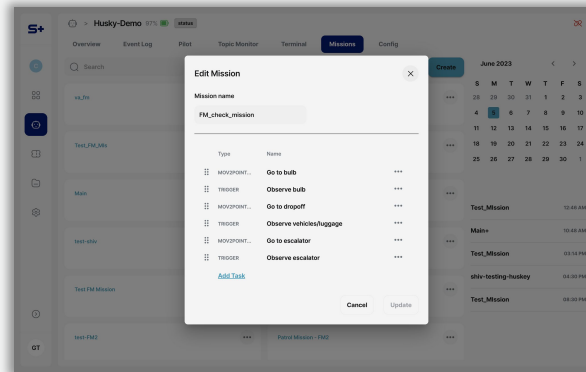 S+
Husky-Demo 87% status
Overview Event Log Pilot Topic Monitor Terminal Missions Config
Search
Create
Edit Mission
Mission name
FM_check_mission
Type Name
MOV2POINT... Go to bulb
TRIGGER Observe bulb
MOV2POINT... Go to dropoff
TRIGGER Observe vehicles/luggage
MOV2POINT... Go to escalator
TRIGGER Observe escalator
Add Task
Cancel Update
Test_FM_Mis
Main
test-shiv
Test FM Mission
test-FM2
Patrol Mission - FM2
GT
June 2023
S M T W T F S
28 29 30 31 1 2 3
4 5 6 7 8 9 10
11 12 13 14 15 16 17
18 19 20 21 22 23 24
25 26 27 28 29 30 1
Test_Mission 12:45 AM
Main+ 10:46 AM
Test_Mission 03:14 PM
shiv-testing-huskey 04:30 PM
Test_Mission 08:30 PM